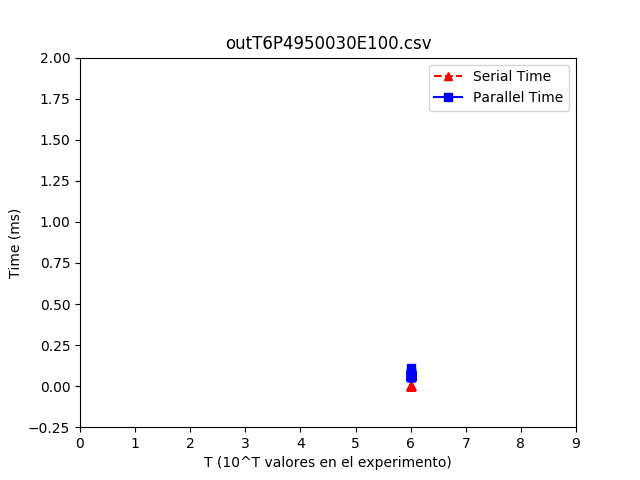 outT6P4950030E100.csv
Serial Time
Parallel Time
2.00
1.75
1.50
1.25
1.00
0.75
0.50
0.25
0.00
−0.25
Time (ms)
0 1 2 3 4 5 6 7 8 9
T (10^T valores en el experimento)